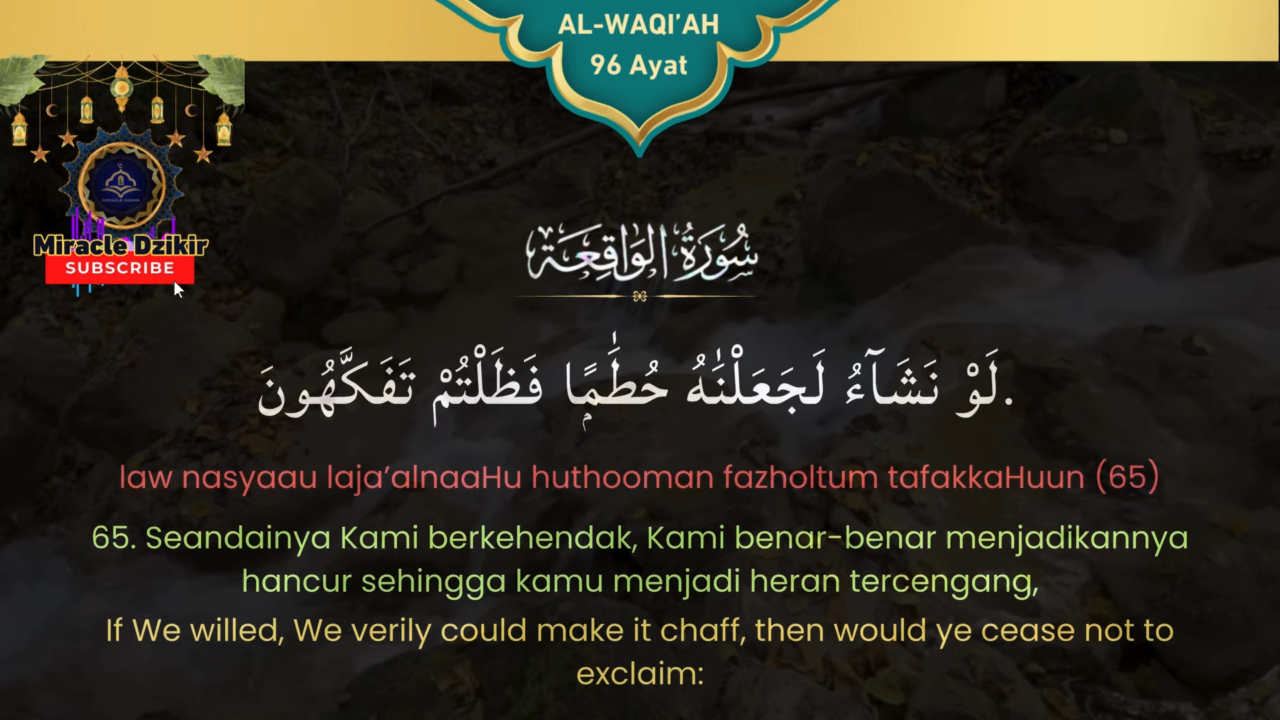 AL-WAQI'AH
96 Ayat
Miracle Dzikir
SUBSCRIBE
سُورَةُ الوَاقِعَة
لَوْ نَشَآءُ لَجَعَلْنٰهُ حُطَٰمًۭا فَظَلْتُمْ تَفَكَّهُونَ.
law nasyaau laja’alnaaHu huthooman fazholtum tafakkaHuun (65)
65. Seandainya Kami berkehendak, Kami benar-benar menjadikannya
hancur sehingga kamu menjadi heran tercengang,
If We willed, We verily could make it chaff, then would ye cease not to
exclaim: